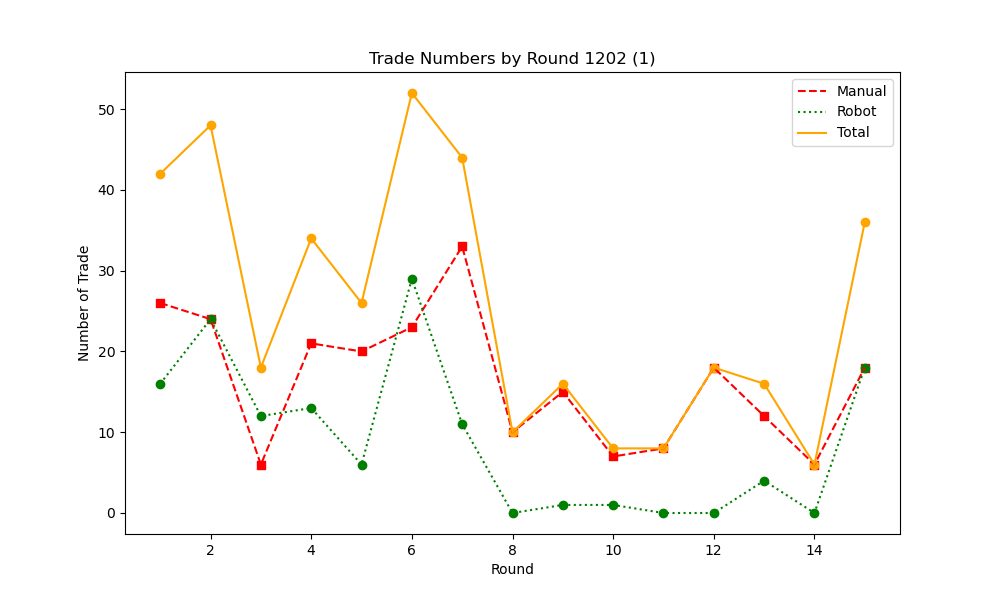 Trade Numbers by Round 1202 (1)
Manual
Robot
Total
Number of Trade
50
40
30
20
10
0
2 4 6 8 10 12 14
Round